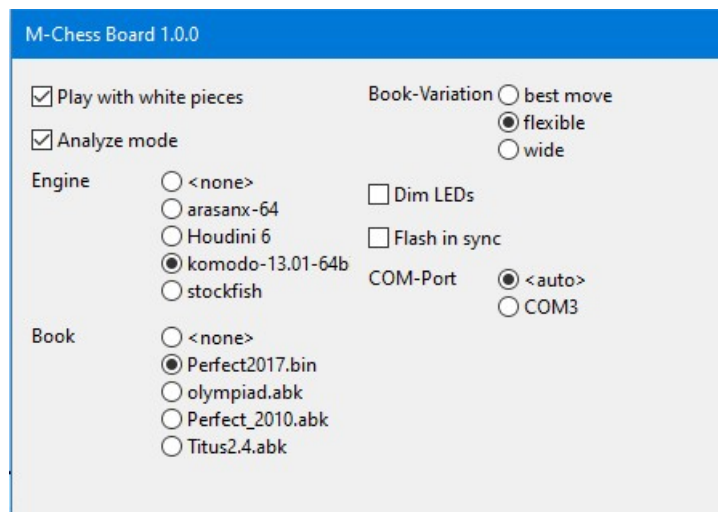 M-Chess Board 1.0.0
Play with white pieces
Analyze mode
Engine
<none>
arasanx-64
Houdini 6
komodo-13.01-64b
stockfish
Book
<none>
Perfect2017.bin
olympiad.abk
Perfect_2010.abk
Titus2.4.abk
Book-Variation
best move
flexible
wide
Dim LEDs
Flash in sync
COM-Port
<auto>
COM3